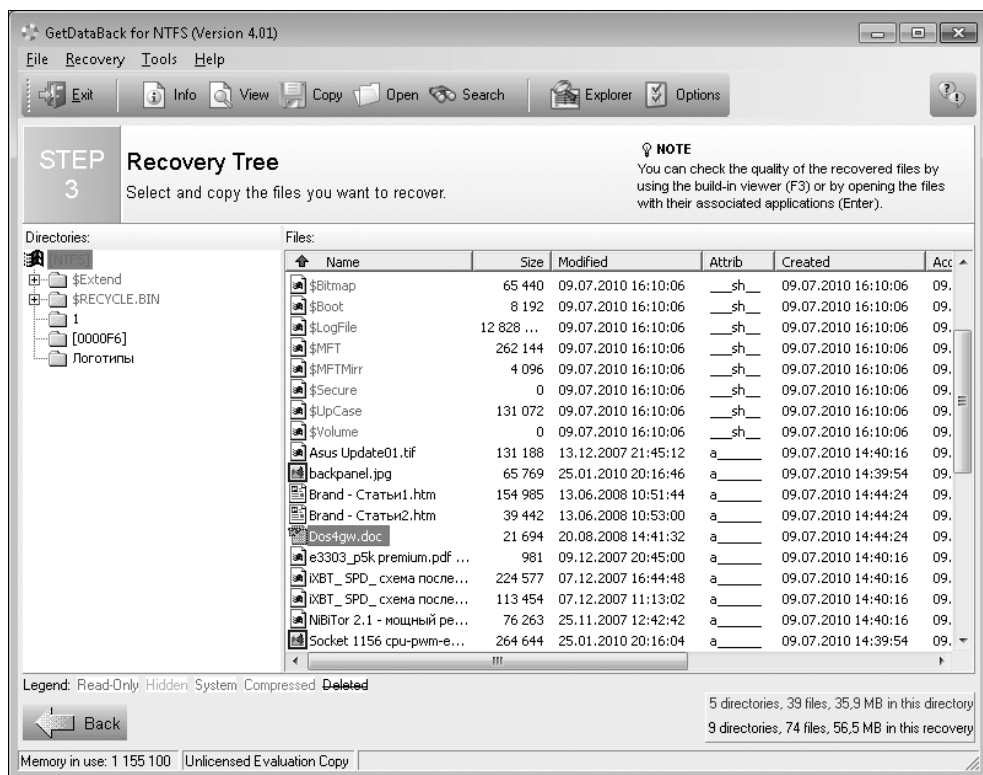 GetDataBack for NTFS (Version 4.01)
File Recovery Tools Help
Exit Info View Copy Open Search Explorer Options
STEP 3
Recovery Tree
Select and copy the files you want to recover.
NOTE
You can check the quality of the recovered files by
using the build-in viewer (F3) or by opening the files
with their associated applications (Enter).
Directories:
[NTFS]
$Extend
$RECYCLE.BIN
1
[0000F6]
Логотипы
Files:
Name Size Modified Attrib Created Acc
$Bitmap 65 440 09.07.2010 16:10:06 ___sh__ 09.07.2010 16:10:06 09.
$Boot 8 192 09.07.2010 16:10:06 ___sh__ 09.07.2010 16:10:06 09.
$LogFile 12 828 ... 09.07.2010 16:10:06 ___sh__ 09.07.2010 16:10:06 09.
$MFT 262 144 09.07.2010 16:10:06 ___sh__ 09.07.2010 16:10:06 09.
$MFTMirr 4 096 09.07.2010 16:10:06 ___sh__ 09.07.2010 16:10:06 09.
$Secure 0 09.07.2010 16:10:06 ___sh__ 09.07.2010 16:10:06 09.
$UpCase 131 072 09.07.2010 16:10:06 ___sh__ 09.07.2010 16:10:06 09.
$Volume 0 09.07.2010 16:10:06 ___sh__ 09.07.2010 16:10:06 09.
Asus Update01.tif 131 188 13.12.2007 21:45:12 a______ 09.07.2010 14:40:16 09.
backpanel.jpg 65 769 25.01.2010 20:16:46 a______ 09.07.2010 14:39:54 09.
Brand - Статьи1.htm 154 985 13.06.2008 10:51:44 a______ 09.07.2010 14:44:24 09.
Brand - Статьи2.htm 39 442 13.06.2008 10:53:00 a______ 09.07.2010 14:44:24 09.
Dos4gw.doc 21 694 20.08.2008 14:41:32 a______ 09.07.2010 14:44:24 09.
e3303_p5k premium.pdf ... 981 09.12.2007 20:45:00 a______ 09.07.2010 14:40:16 09.
iXBT_ SPD_ схема после... 224 577 07.12.2007 16:44:48 a______ 09.07.2010 14:40:16 09.
iXBT_ SPD_ схема после... 113 454 07.12.2007 11:13:02 a______ 09.07.2010 14:40:16 09.
NiBiTor 2.1 - мощный ре... 76 263 25.11.2007 12:42:42 a______ 09.07.2010 14:40:16 09.
Socket 1156 cpu-pwm-e... 264 644 25.01.2010 20:16:04 a______ 09.07.2010 14:39:54 09.
Legend: Read-Only Hidden System Compressed Deleted
Back
5 directories, 39 files, 35,9 MB in this directory
9 directories, 74 files, 56,5 MB in this recovery
Memory in use: 1 155 100 Unlicensed Evaluation Copy